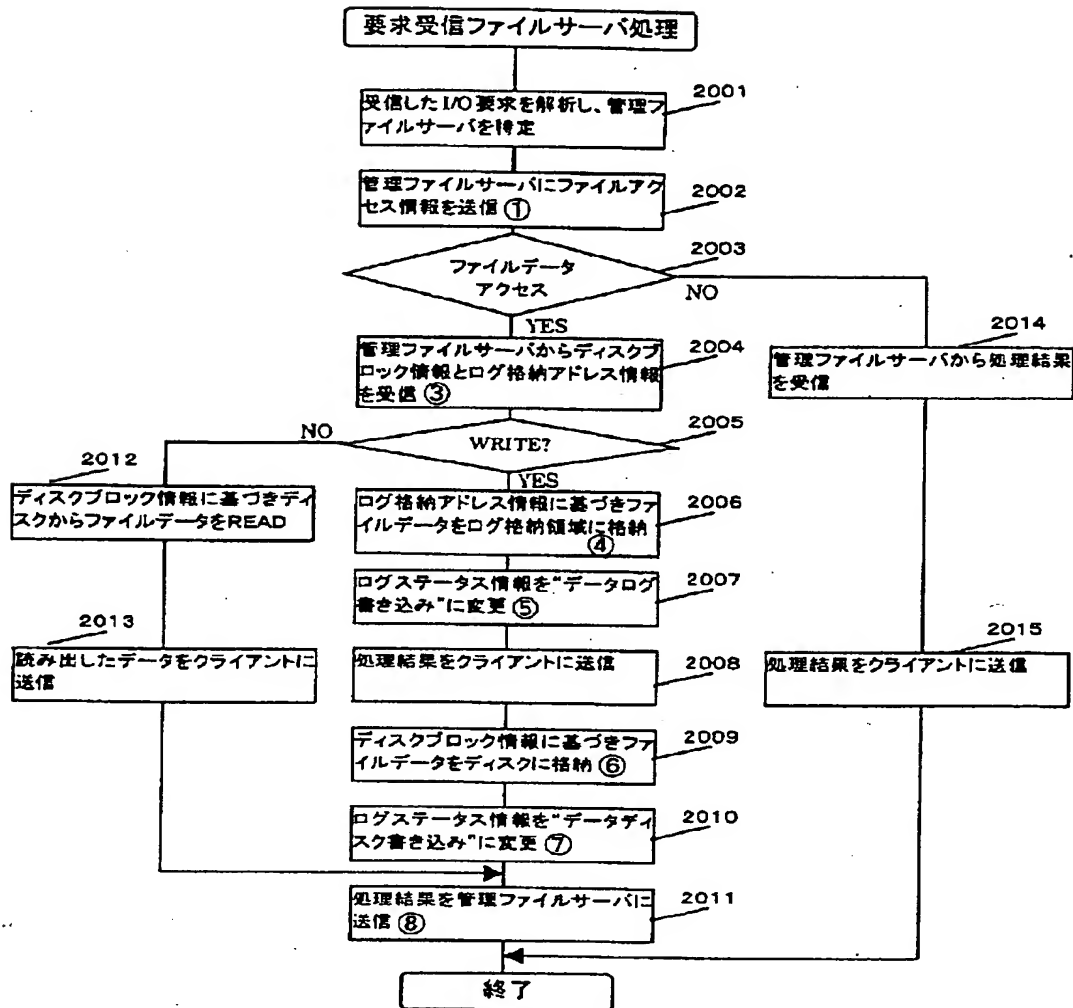 要求受信ファイルサーバ処理
2001
受信したI/O要求を解析し、管理フ
ァイルサーバを特定
2002
管理ファイルサーバにファイルアク
セス情報を送信①
2003
ファイルデータ
アクセス
NO
YES
2004
管理ファイルサーバからディスクブ
ロック情報とログ格納アドレス情報
を受信③
2014
管理ファイルサーバから処理結果
を受信
2005
WRITE?
NO
YES
2012
ディスクブロック情報に基づきディ
スクからファイルデータをREAD
2006
ログ格納アドレス情報に基づきファ
イルデータをログ格納領域に格納
④
2007
ログステータス情報を“データログ
書き込み”に変更⑤
2013
読み出したデータをクライアントに
送信
2008
処理結果をクライアントに送信
2015
処理結果をクライアントに送信
2009
ディスクブロック情報に基づきファ
イルデータをディスクに格納⑥
2010
ログステータス情報を“データディ
スク書き込み”に変更⑦
2011
処理結果を管理ファイルサーバに
送信⑧
終了